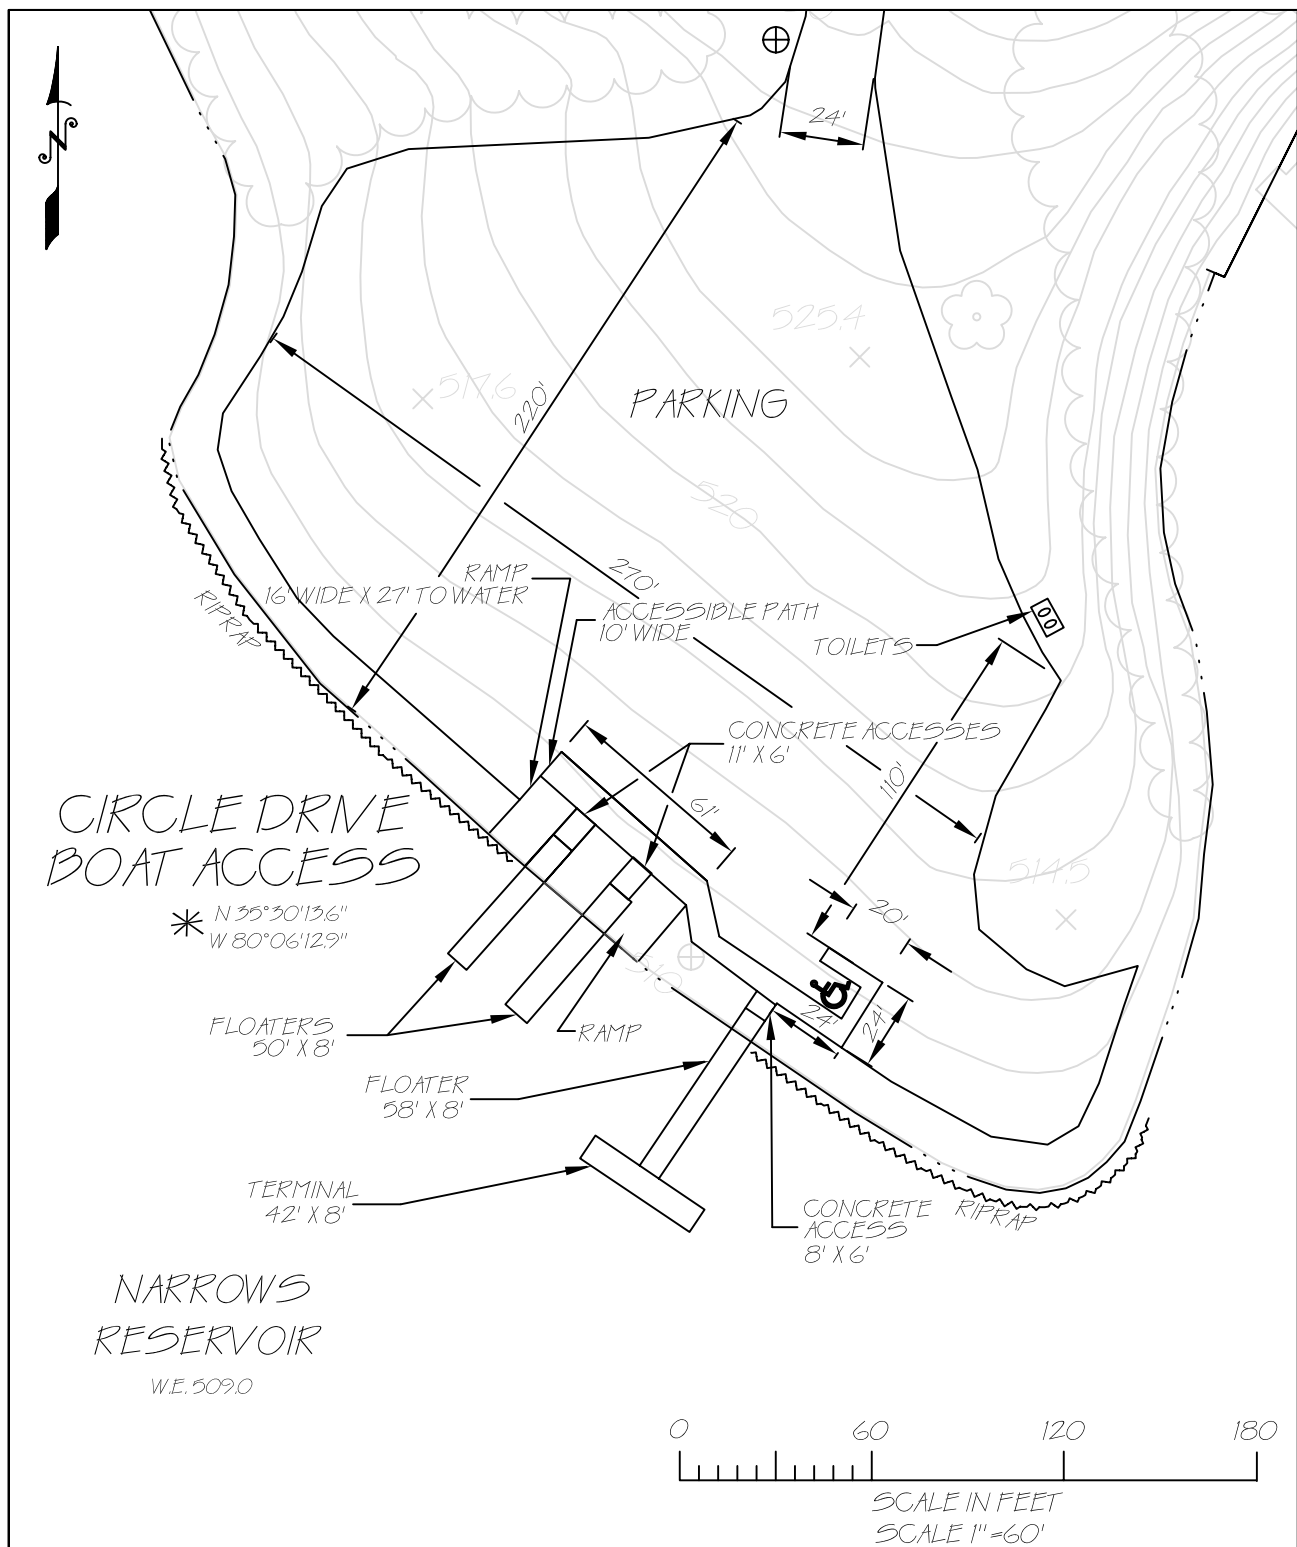 N
24'
525.4
517.6
220'
PARKING
520
270'
RAMP
16' WIDE X 27' TO WATER
RIPRAP
ACCESSIBLE PATH
10' WIDE
TOILETS
CONCRETE ACCESSES
11' X 6'
110'
61'
CIRCLE DRIVE
BOAT ACCESS
N 35°30'13.6"
W 80°06'12.9"
514.5
20'
510
24'
24'
FLOATERS
50' X 8'
RAMP
FLOATER
58' X 8'
TERMINAL
42' X 8'
CONCRETE
ACCESS
8' X 6'
RIPRAP
NARROWS
RESERVOIR
W.E. 509.0
0 60 120 180
SCALE IN FEET
SCALE 1"=60'